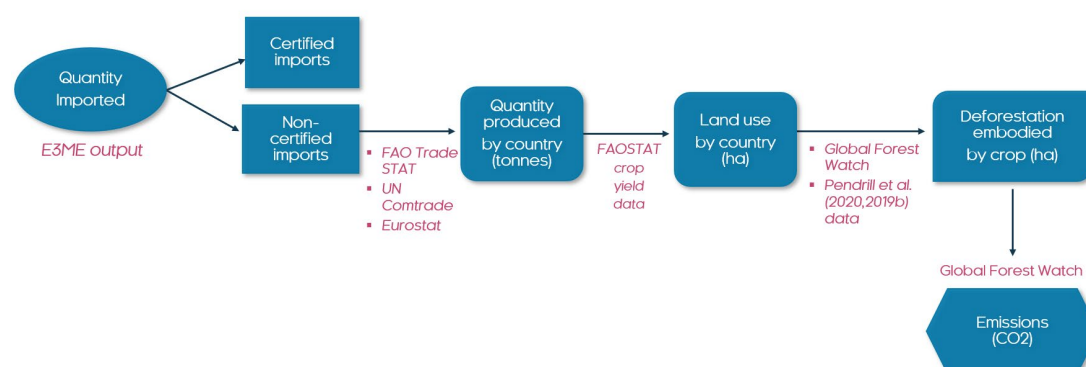 Quantity
Imported
E3ME output
Certified
imports
Non-
certified
imports
▪ FAO Trade
STAT
▪ UN
Comtrade
▪ Eurostat
Quantity
produced
by country
(tonnes)
FAOSTAT
crop
yield
data
Land use
by country
(ha)
▪ Global Forest
Watch
▪ Pendrill et al.
(2020,2019b)
data
Deforestation
embodied
by crop (ha)
Global Forest Watch
Emissions
(CO2)